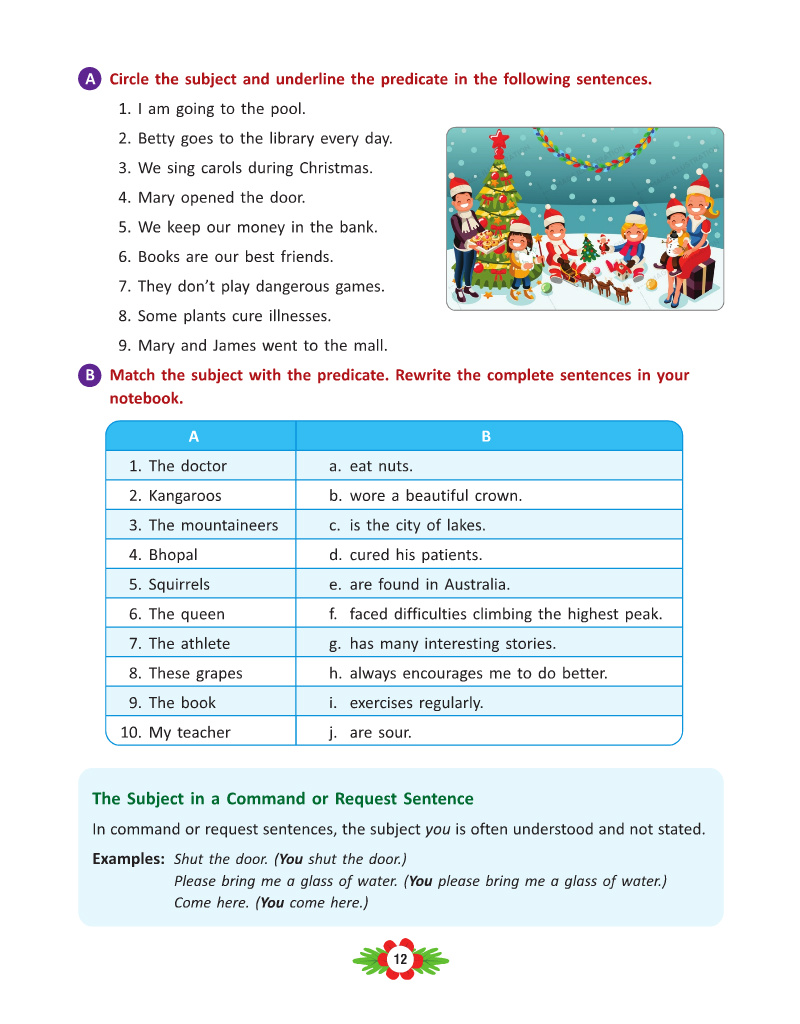 A Circle the subject and underline the predicate in the following sentences.
1. I am going to the pool.
2. Betty goes to the library every day.
3. We sing carols during Christmas.
4. Mary opened the door.
5. We keep our money in the bank.
6. Books are our best friends.
7. They don’t play dangerous games.
8. Some plants cure illnesses.
9. Mary and James went to the mall.
B Match the subject with the predicate. Rewrite the complete sentences in your
notebook.
A B
1. The doctor a. eat nuts.
2. Kangaroos b. wore a beautiful crown.
3. The mountaineers c. is the city of lakes.
4. Bhopal d. cured his patients.
5. Squirrels e. are found in Australia.
6. The queen f. faced difficulties climbing the highest peak.
7. The athlete g. has many interesting stories.
8. These grapes h. always encourages me to do better.
9. The book i. exercises regularly.
10. My teacher j. are sour.
The Subject in a Command or Request Sentence
In command or request sentences, the subject you is often understood and not stated.
Examples: Shut the door. (You shut the door.)
Please bring me a glass of water. (You please bring me a glass of water.)
Come here. (You come here.)
12